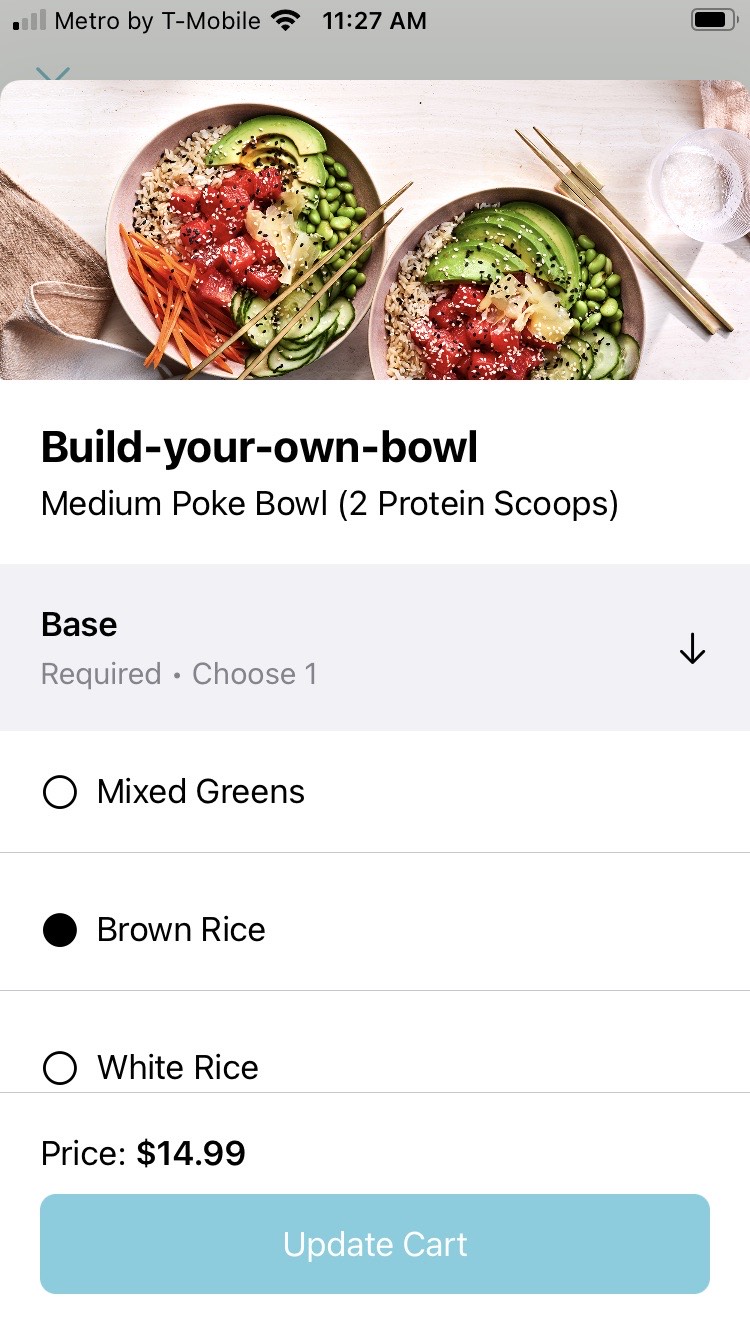 Metro by T-Mobile 11:27 AM
Build-your-own-bowl
Medium Poke Bowl (2 Protein Scoops)
Base
Required • Choose 1
Mixed Greens
Brown Rice
White Rice
Price: $14.99
Update Cart